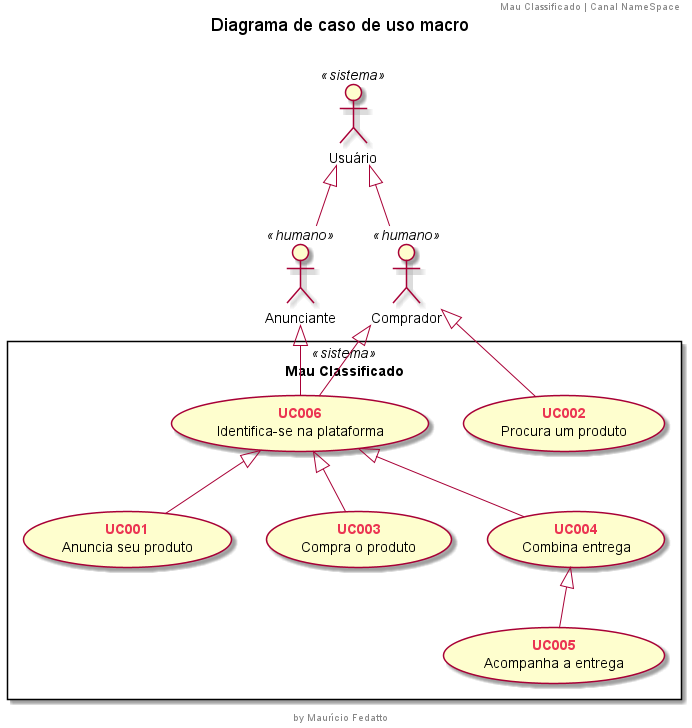 Mau Classificado | Canal NameSpace
Diagrama de caso de uso macro
«sistema»
Usuário
«humano» «humano»
Anunciante Comprador
«sistema»
Mau Classificado
UC006 UC002
Identifica-se na plataforma Procura um produto
UC001 UC003 UC004
Anuncia seu produto Compra o produto Combina entrega
UC005
Acompanha a entrega
by Maurício Fedatto